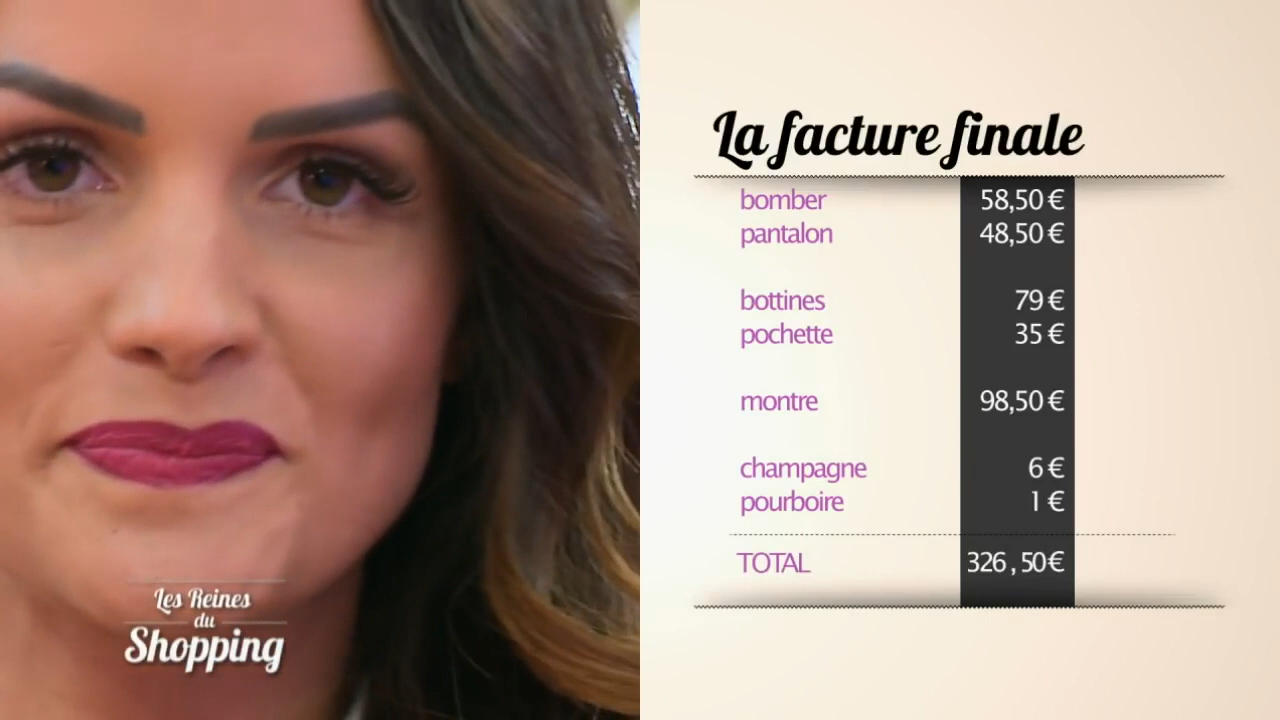 La facture finale
bomber 58,50 €
pantalon 48,50 €
bottines 79 €
pochette 35 €
montre 98,50 €
champagne 6 €
pourboire 1 €
TOTAL 326,50€
Les Reines
du
Shopping